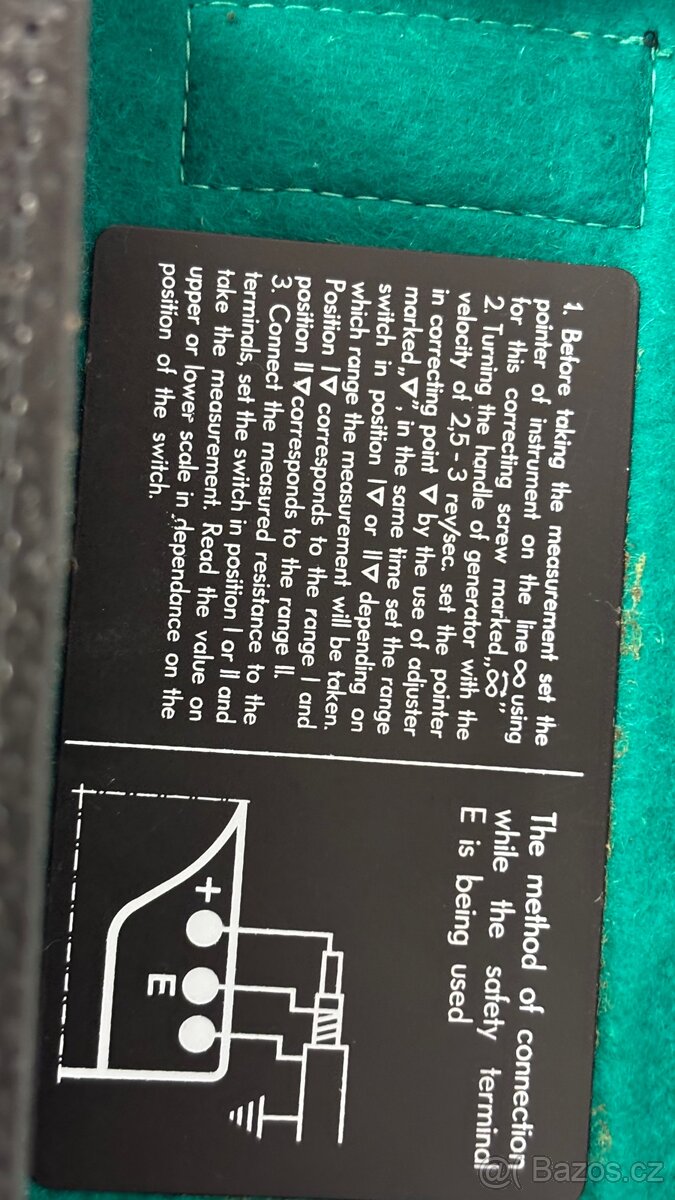 1. Before taking the measurement set the
pointer of instrument on the line ∞ using
for this correcting screw marked „∞”
2. Turning the handle of generator with the
velocity of 2,5 - 3 rev/sec. set the pointer
in correcting point ∇ by the use of adjuster
marked „∇”, in the same time set the range
switch in position I∇ or II∇ depending on
which range the measurement will be taken.
Position I∇ corresponds to the range I and
position II∇ corresponds to the range II.
3. Connect the measured resistance to the
terminals, set the switch in position I or II and
take the measurement. Read the value on
upper or lower scale in dependance on the
position of the switch.
The method of connection
while the safety terminal
E is being used
+
E
@ Bazos.cz